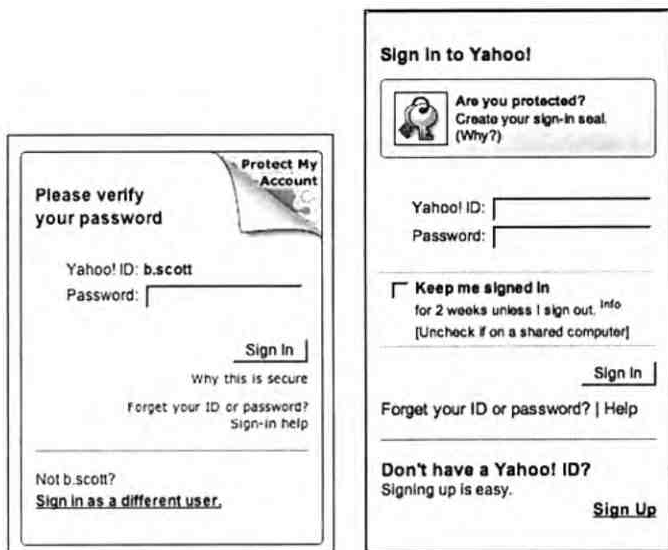 Protect My
Account
Please verify
your password
Yahoo! ID: b.scott
Password:
Sign In
Why this is secure
Forget your ID or password?
Sign-in help
Not b.scott?
Sign in as a different user.
Sign in to Yahoo!
Are you protected?
Create your sign-in seal.
(Why?)
Yahoo! ID:
Password:
Keep me signed in
for 2 weeks unless I sign out. Info
[Uncheck if on a shared computer]
Sign In
Forget your ID or password? | Help
Don't have a Yahoo! ID?
Signing up is easy.
Sign Up